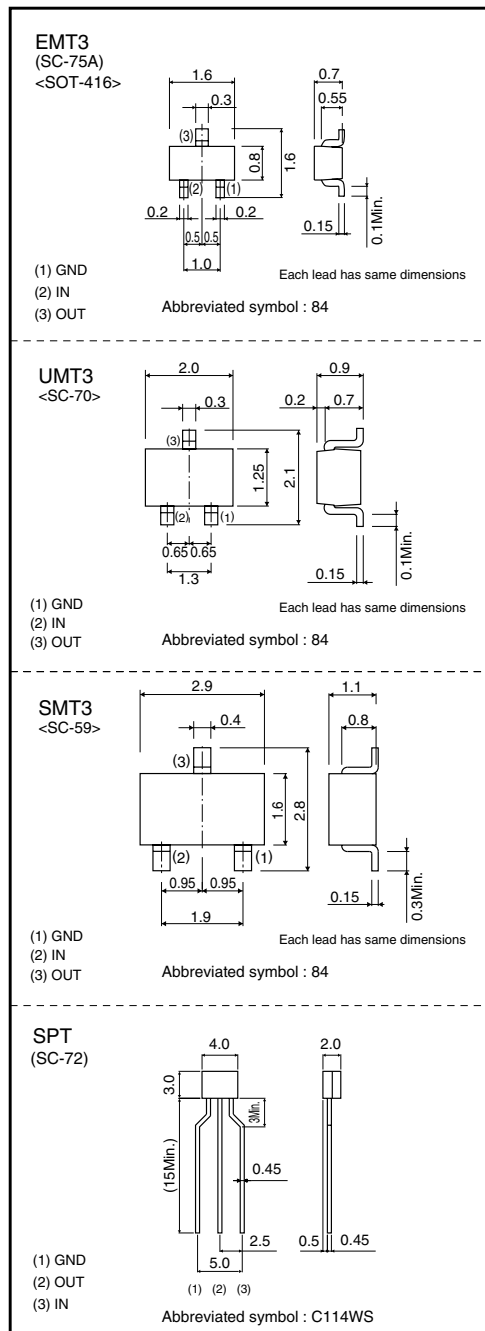 EMT3
(SC-75A)
<SOT-416>
1.6
0.3
0.7
0.55
(3)
0.8
1.6
(2)
(1)
0.2
0.2
0.15
0.1Min.
0.5
0.5
1.0
(1) GND
(2) IN
(3) OUT
Each lead has same dimensions
Abbreviated symbol : 84
UMT3
<SC-70>
2.0
0.3
0.9
0.2
0.7
(3)
1.25
2.1
(2)
(1)
0.65
0.65
1.3
0.15
0.1Min.
(1) GND
(2) IN
(3) OUT
Each lead has same dimensions
Abbreviated symbol : 84
SMT3
<SC-59>
2.9
0.4
1.1
0.8
(3)
1.6
2.8
(2)
(1)
0.95
0.95
1.9
0.15
0.3Min.
(1) GND
(2) IN
(3) OUT
Each lead has same dimensions
Abbreviated symbol : 84
SPT
(SC-72)
4.0
2.0
3.0
3Min.
(15Min.)
0.45
2.5
5.0
0.5
0.45
(1) GND
(2) OUT
(3) IN
(1) (2) (3)
Abbreviated symbol : C114WS